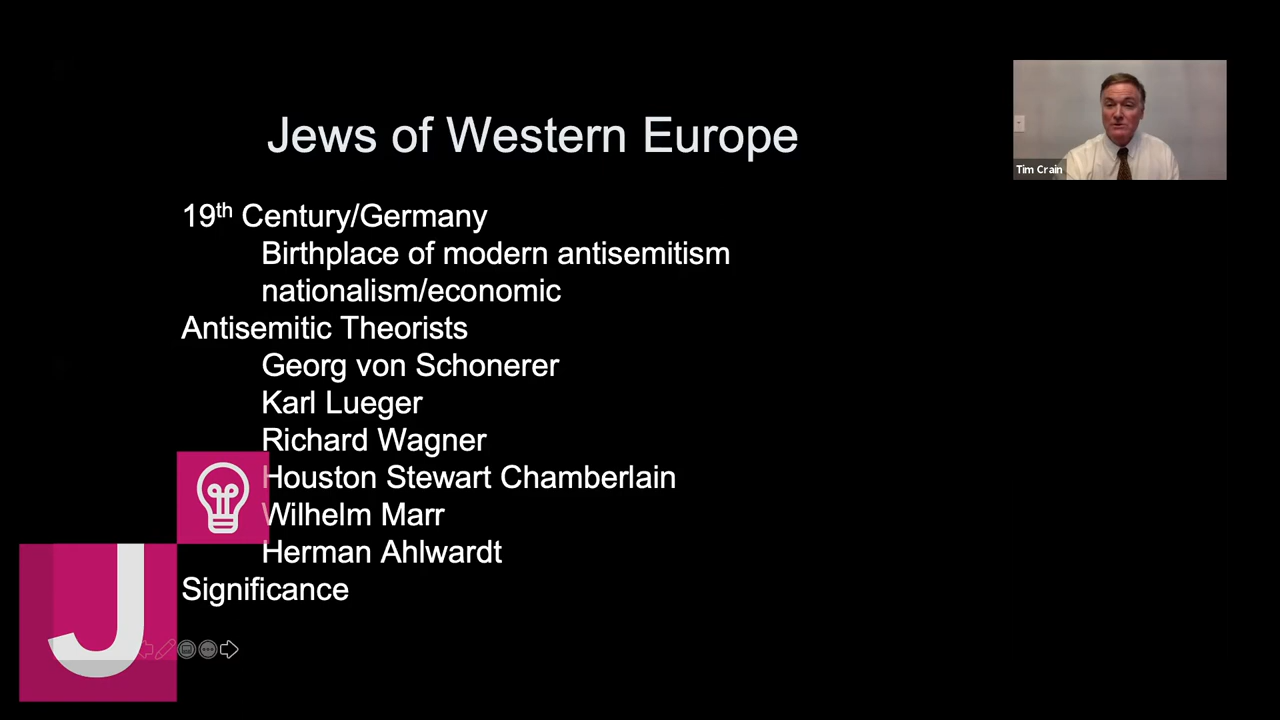 Jews of Western Europe
Tim Crain
19th Century/Germany
Birthplace of modern antisemitism
nationalism/economic
Antisemitic Theorists
Georg von Schonerer
Karl Lueger
Richard Wagner
Houston Stewart Chamberlain
Wilhelm Marr
Herman Ahlwardt
Significance
J